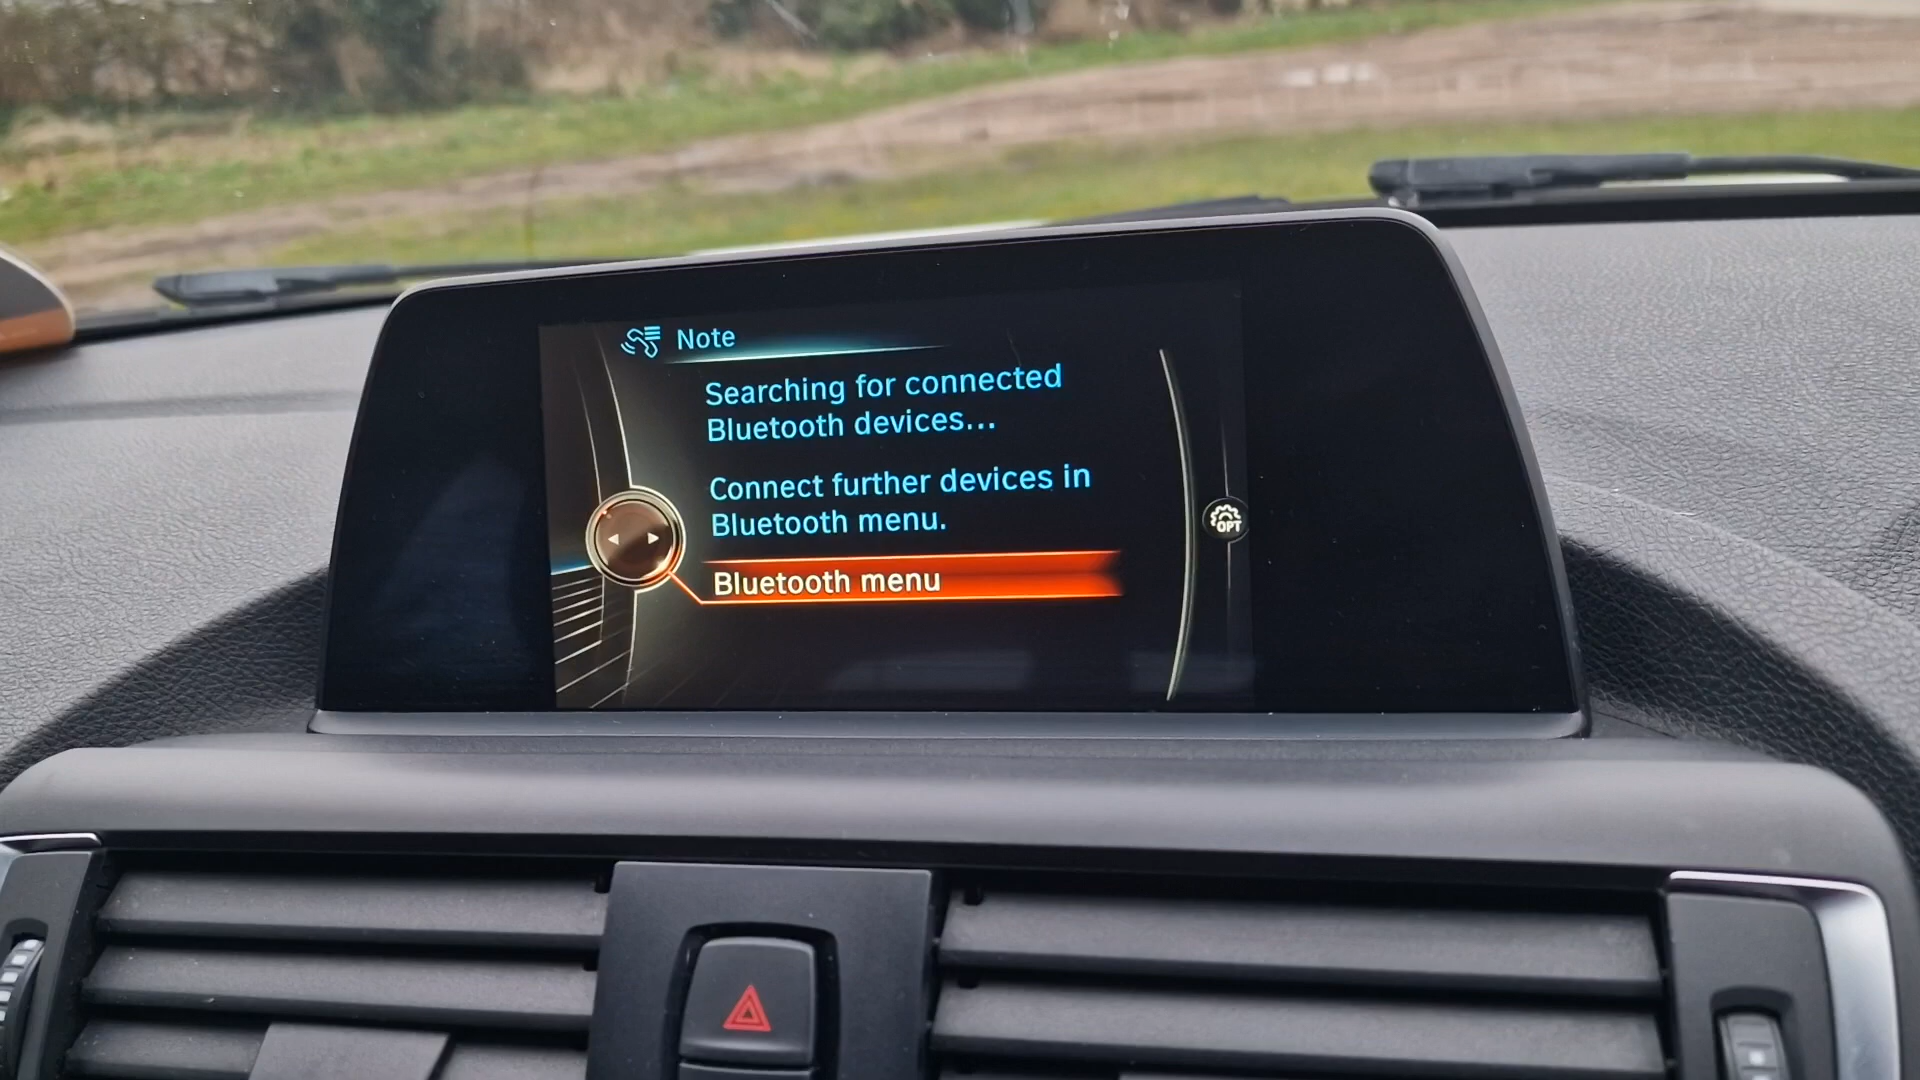 Note
Searching for connected
Bluetooth devices...
Connect further devices in
Bluetooth menu.
OPT
Bluetooth menu